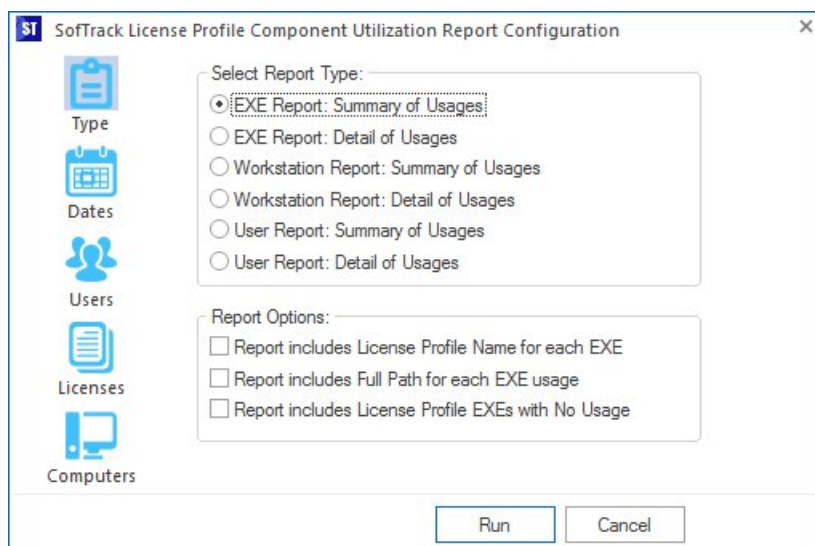 ST SofTrack License Profile Component Utilization Report Configuration
Type
Dates
Users
Licenses
Computers
Select Report Type:
EXE Report: Summary of Usages
EXE Report: Detail of Usages
Workstation Report: Summary of Usages
Workstation Report: Detail of Usages
User Report: Summary of Usages
User Report: Detail of Usages
Report Options:
Report includes License Profile Name for each EXE
Report includes Full Path for each EXE usage
Report includes License Profile EXEs with No Usage
Run Cancel